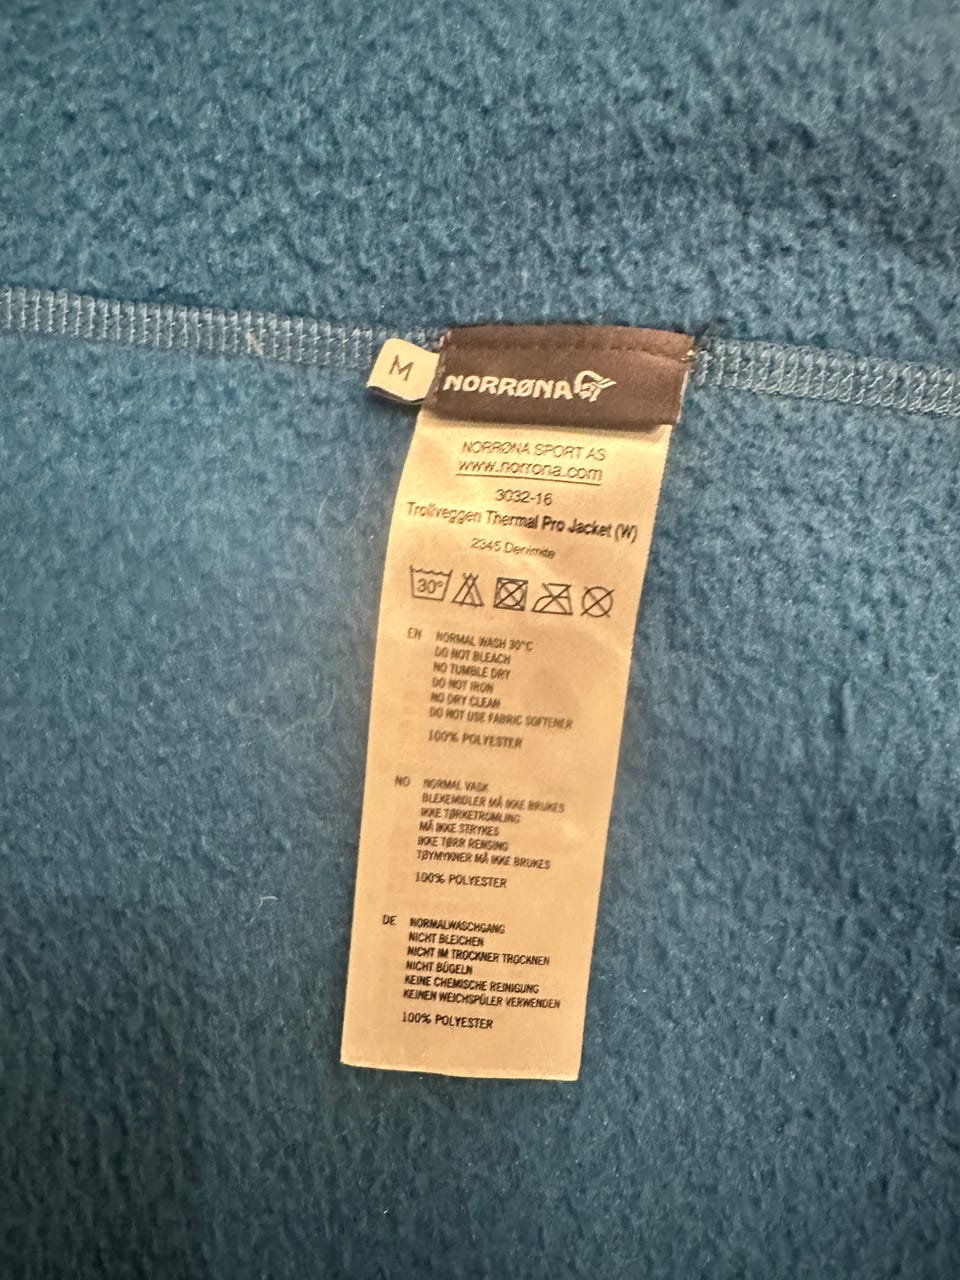 M
NORRØNA
NORRØNA SPORT AS
www.norrona.com
3032-16
Trollveggen Thermal Pro Jacket (W)
2345 Denimite
30°
EN NORMAL WASH 30°C
DO NOT BLEACH
NO TUMBLE DRY
DO NOT IRON
NO DRY CLEAN
DO NOT USE FABRIC SOFTENER
100% POLYESTER
NO NORMAL VASK
BLEKEMIDLER MÅ IKKE BRUKES
IKKE TØRKETROMLING
MÅ IKKE STRYKES
IKKE TØRR RENSING
TØYMYKNER MÅ IKKE BRUKES
100% POLYESTER
DE NORMALWASCHGANG
NICHT BLEICHEN
NICHT IM TROCKNER TROCKNEN
NICHT BÜGELN
KEINE CHEMISCHE REINIGUNG
KEINEN WEICHSPÜLER VERWENDEN
100% POLYESTER